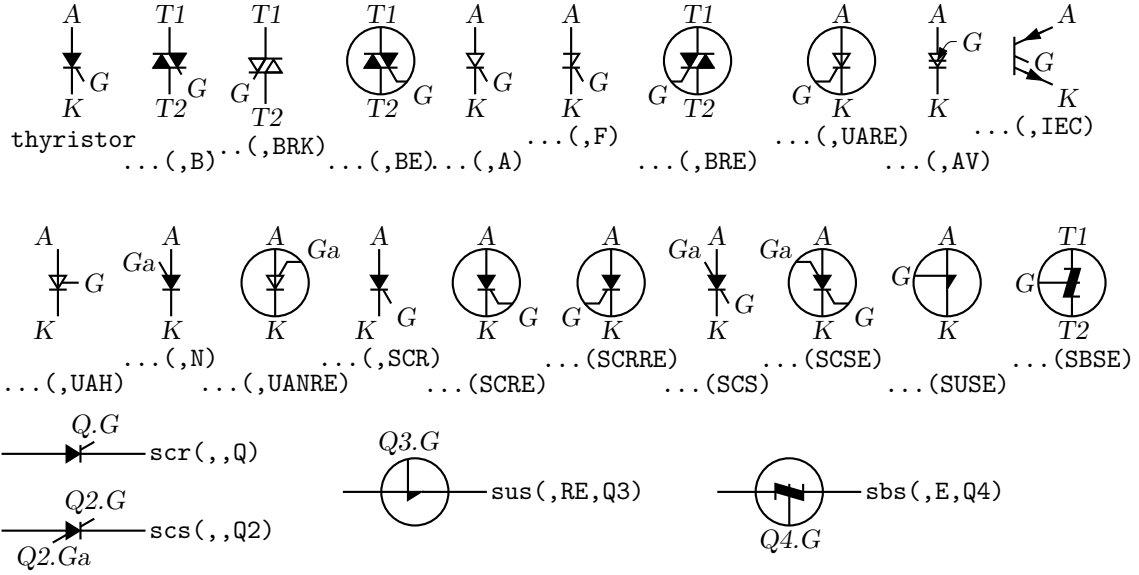 A T1 T1 T1 A A T1 A A A
G G G G G G G G G G
K T2 T2 T2 K K T2 K K K
thyristor ...(,B) ...(,BRK) ...(,BE) ...(,A) ...(,F) ...(,BRE) ...(,UARE) ...(,AV) ...(,IEC)
A A A A A A A A A T1
G Ga Ga G G G Ga G Ga G G G
K K K K K K K K K T2
...(,UAH) ...(,N) ...(,UANRE) ...(,SCR) ...(SCRE) ...(SCRRE) ...(SCS) ...(SCSE) ...(SUSE) ...(SBSE)
Q.G
scr(,,Q)
Q3.G
sus(,RE,Q3)
sbs(,E,Q4)
Q4.G
Q2.G
scs(,,Q2)
Q2.Ga